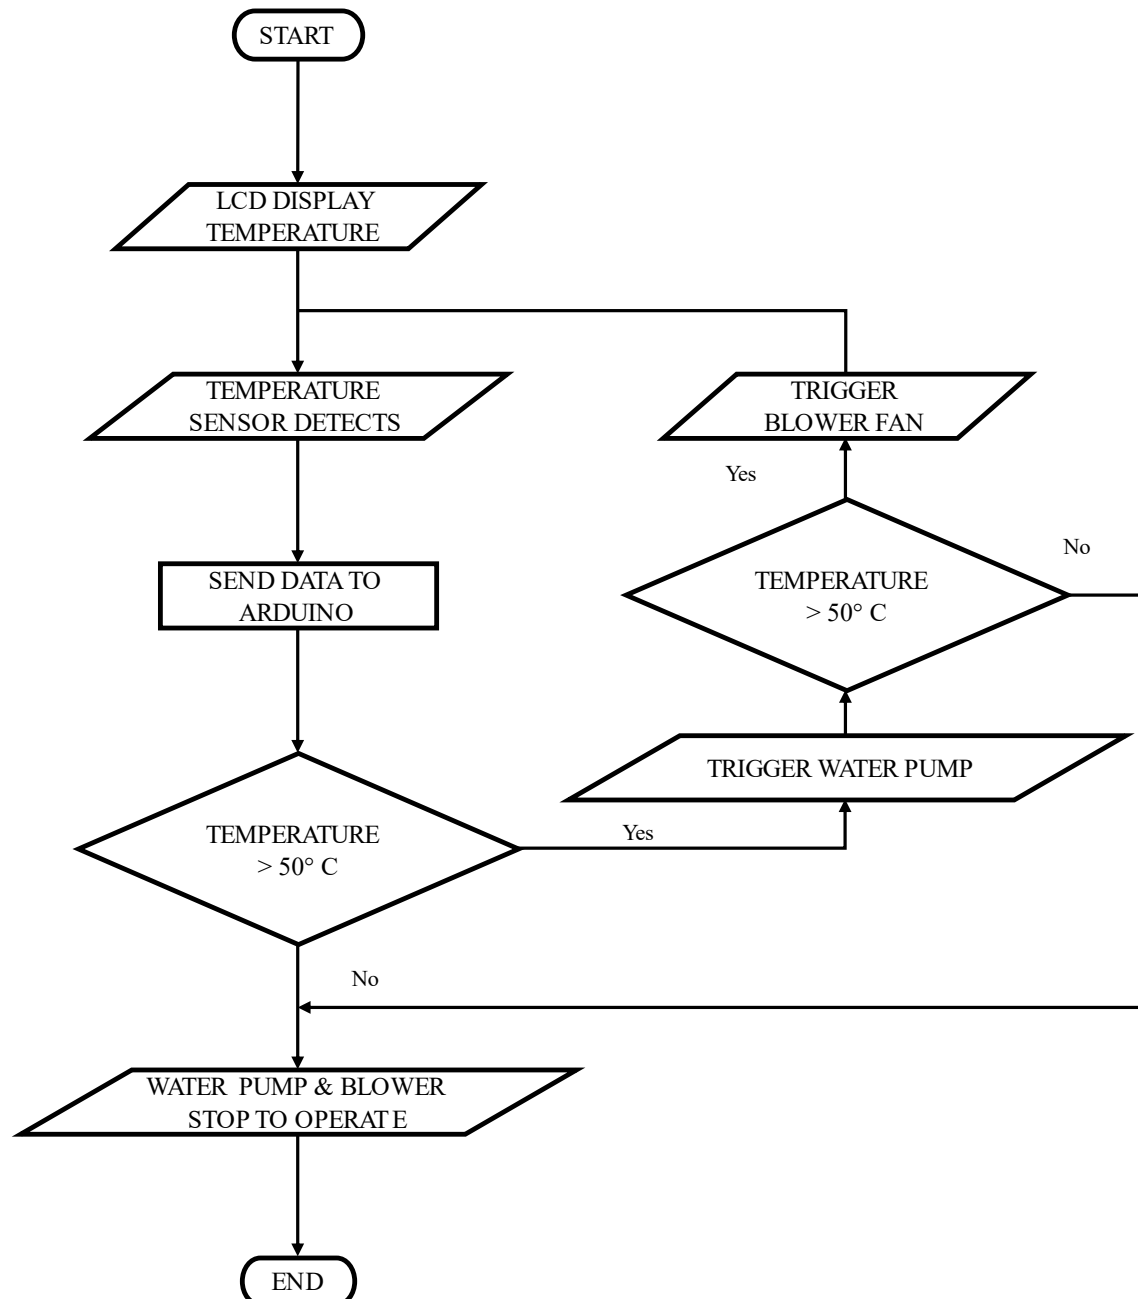 START
LCD DISPLAY
TEMPERATURE
TEMPERATURE
SENSOR DETECTS
TRIGGER
BLOWER FAN
Yes
No
SEND DATA TO
ARDUINO
TEMPERATURE
> 50° C
TRIGGER WATER PUMP
TEMPERATURE
> 50° C
Yes
No
WATER PUMP & BLOWER
STOP TO OPERATE
END